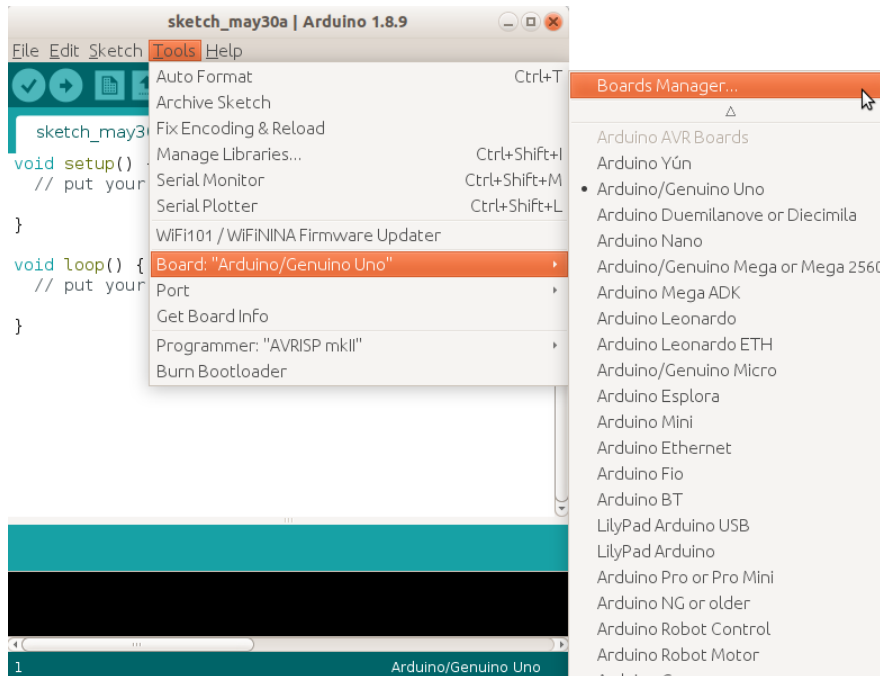 sketch_may30a | Arduino 1.8.9
File Edit Sketch Tools Help
sketch_may30
void setup()
// put your
}
void loop() {
// put your
}
Auto Format Ctrl+T
Archive Sketch
Fix Encoding & Reload
Manage Libraries... Ctrl+Shift+I
Serial Monitor Ctrl+Shift+M
Serial Plotter Ctrl+Shift+L
WiFi101 / WiFiNINA Firmware Updater
Board: "Arduino/Genuino Uno"
Port
Get Board Info
Programmer: "AVRISP mkII"
Burn Bootloader
Boards Manager...
Arduino AVR Boards
Arduino Yún
Arduino/Genuino Uno
Arduino Duemilanove or Diecimila
Arduino Nano
Arduino/Genuino Mega or Mega 2560
Arduino Mega ADK
Arduino Leonardo
Arduino Leonardo ETH
Arduino/Genuino Micro
Arduino Esplora
Arduino Mini
Arduino Ethernet
Arduino Fio
Arduino BT
LilyPad Arduino USB
LilyPad Arduino
Arduino Pro or Pro Mini
Arduino NG or older
Arduino Robot Control
Arduino Robot Motor
1 Arduino/Genuino Uno